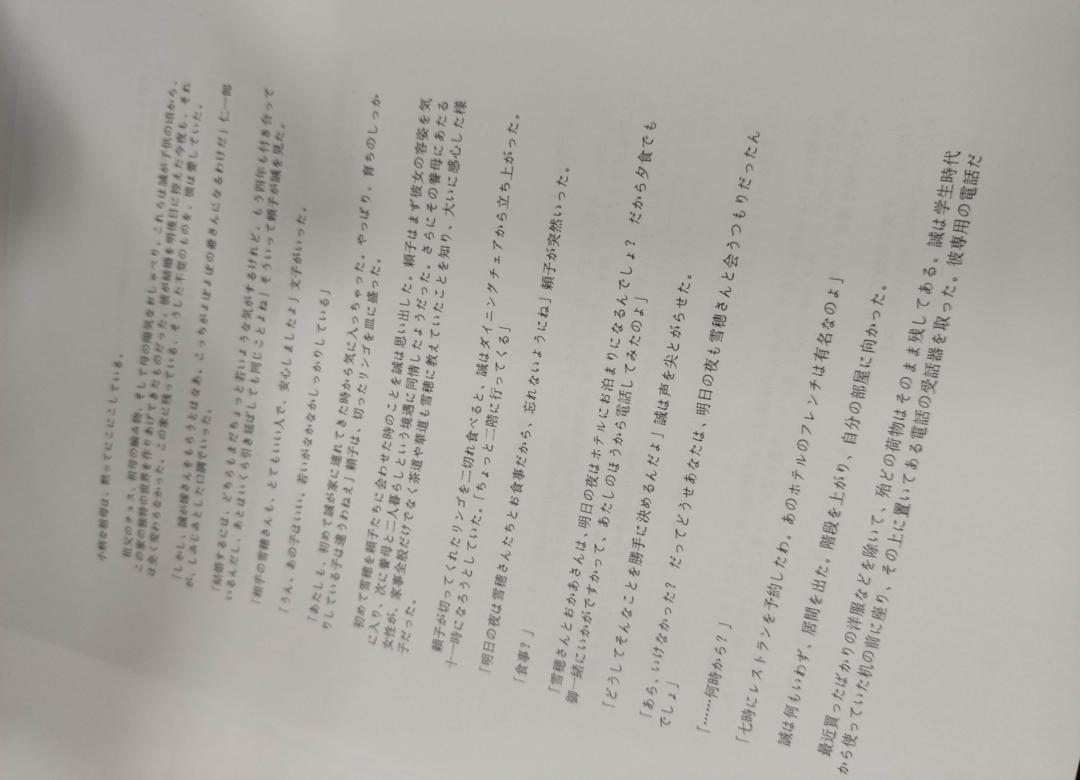 小柄な祖母は、黙ってにこにこしている。
祖父のチェス、祖母の編み物、そして母の陽気なおしゃべり。これらは誠が子供の頃から、
この家の独特の世界を作りあげてきたものだった。彼が結婚を明後日に控えた今夜も、それ
は全く変わらなかった。この家に残っている、そうした不変のものを、彼は愛していた。
「しかし、誠が嫁さんをもらうとはなあ。こっちがよぼよぼの爺さんになるわけだ」仁一郎
が、しみじみとした口調でいった。
「結婚するには、どちらもまだちょっと若いような気がするけれど、もう四年も付き合って
いるんだし、あとはいくら引き延ばしても同じことよね」そういって頼子が誠を見た。
「相手の雪穂さんも、とてもいい人で、安心しましたよ」文子がいった。
「うん、あの子はいい。若いがなかなかしっかりしている」
「あたしも、初めて誠が家に連れてきた時から気に入っちゃった。やっぱり、育ちのしっか
りしている子は違うわねえ」頼子は、切ったリンゴを皿に盛った。
初めて雪穂を頼子たちに会わせた時のことを誠は思い出した。頼子はまず彼女の容姿を気
に入り、次に養母と二人暮らしという境遇に同情したようだった。さらにその養母にあたる
女性が、家事全般だけでなく茶道や華道も雪穂に教えていたことを知り、大いに感心した様
子だった。
頼子が切ってくれたリンゴを二切れ食べると、誠はダイニングチェアから立ち上がった。
十一時になろうとしていた。「ちょっと二階に行ってくる」
「明日の夜は雪穂さんたちとお食事だから、忘れないようにね」頼子が突然いった。
「食事？」
「雪穂さんとおかあさんは、明日の夜はホテルにお泊まりになるんでしょ？　だから夕食でも
御一緒にいかがですかって、あたしのほうから電話してみたのよ」
「どうしてそんなことを勝手に決めるんだよ」誠は声を尖らせた。
「あら、いけなかった？　だってどうせあなたは、明日の夜も雪穂さんと会うつもりだったん
でしょ」
「……何時から？」
「七時にレストランを予約したわ。あのホテルのフレンチは有名なのよ」
誠は何もいわず、居間を出た。階段を上がり、自分の部屋に向かった。
最近買ったばかりの洋服などを除いて、殆どの荷物はそのまま残してある。誠は学生時代
から使っていた机の前に座り、その上に置いてある電話の受話器を取った。彼専用の電話だ